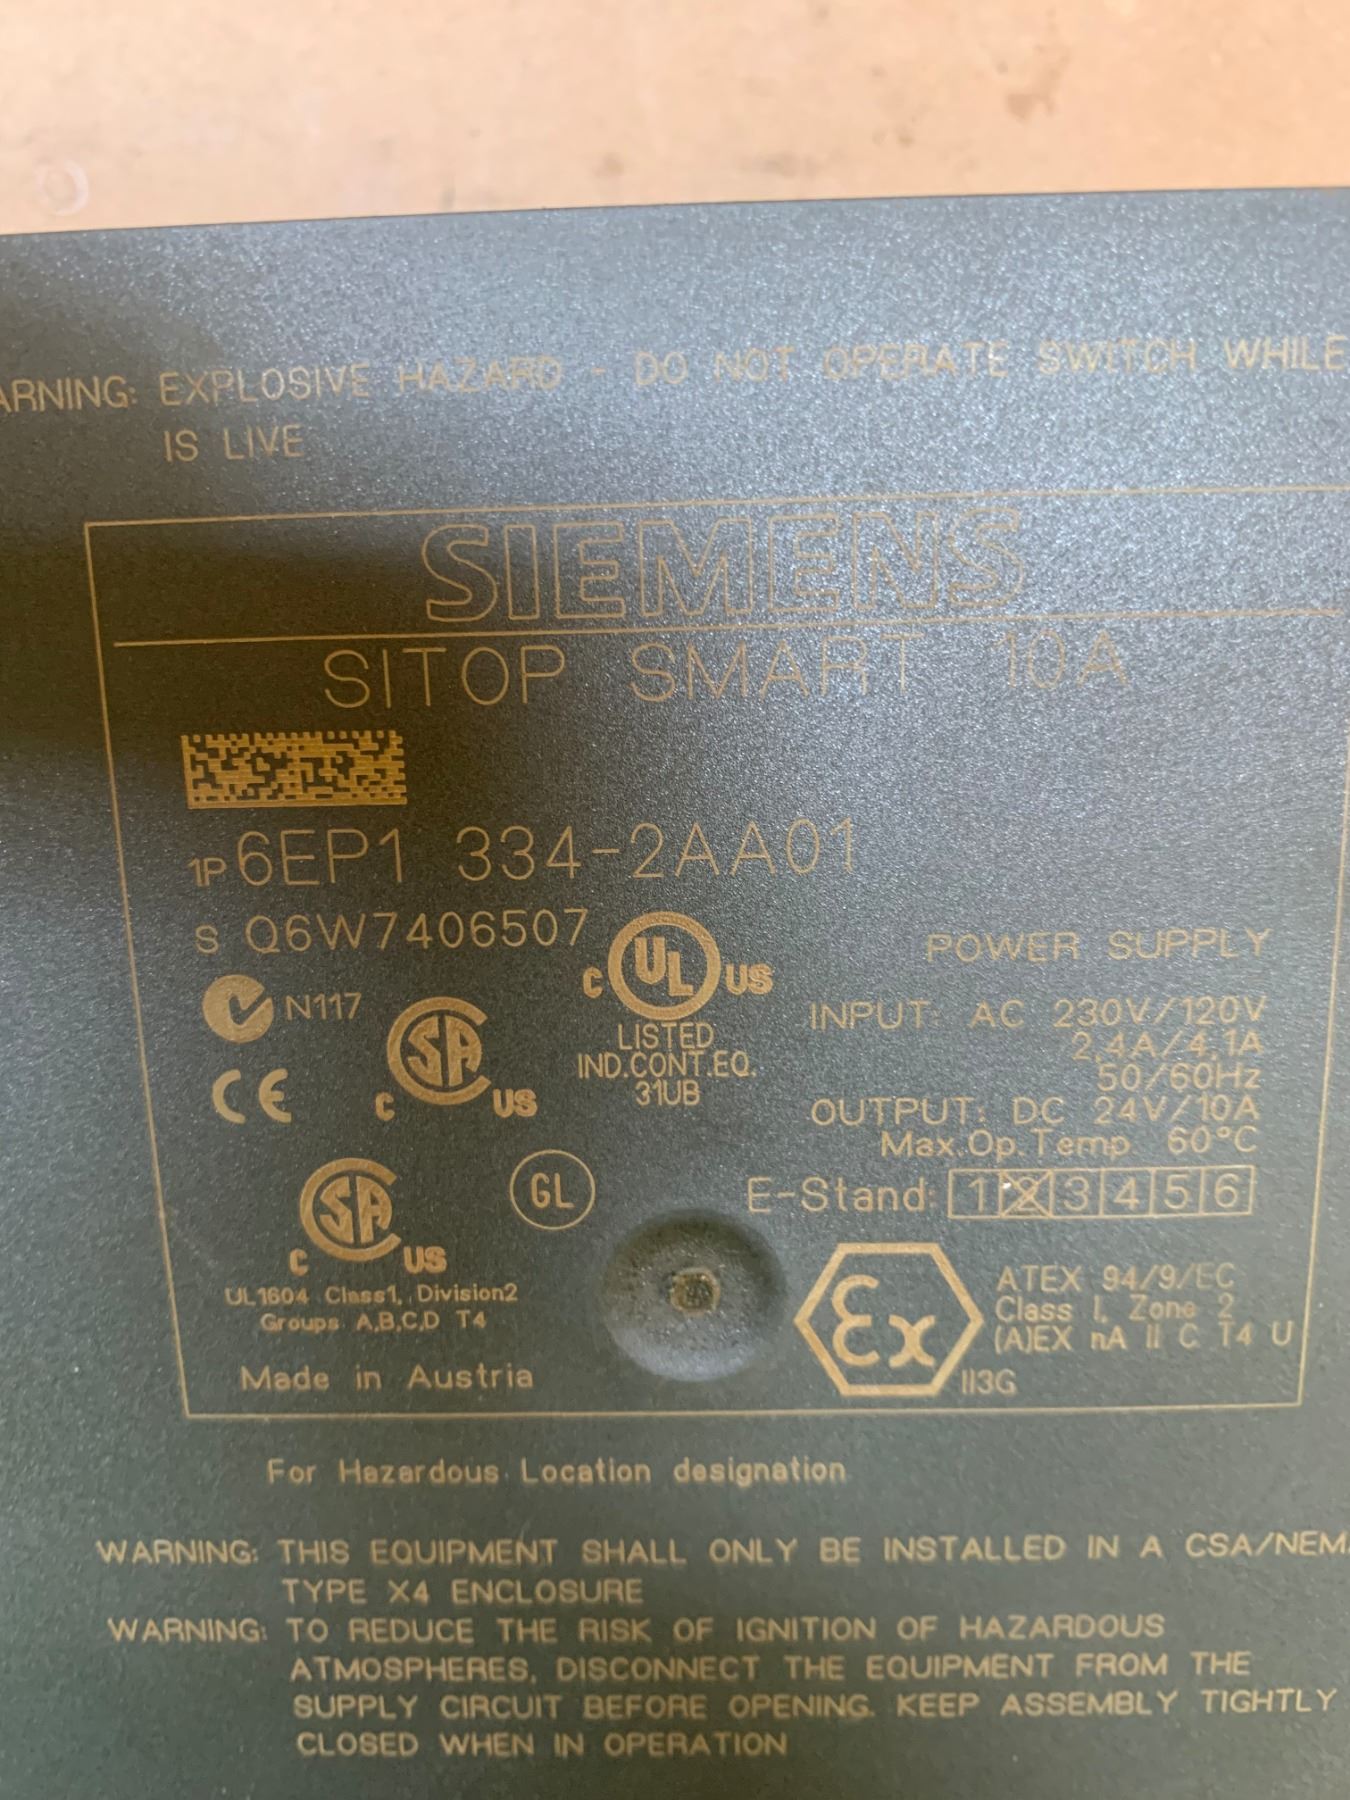 ARNING: EXPLOSIVE HAZARD - DO NOT OPERATE SWITCH WHILE
IS LIVE
SIEMENS
SITOP SMART 10A
1P 6EP1 334-2AA01
S Q6W7406507
N117
CE
C SA US
C UL US
LISTED
IND.CONT.EQ.
31UB
POWER SUPPLY
INPUT: AC 230V/120V
2,4A/4,1A
50/60Hz
OUTPUT: DC 24V/10A
Max.Op.Temp. 60°C
E-Stand: 1 2 3 4 5 6
C SA US
UL1604 Class1, Division2
Groups A,B,C,D T4
GL
Made in Austria
Ex
II3G
ATEX 94/9/EC
Class I, Zone 2
(A)EX nA II C T4 U
For Hazardous Location designation
WARNING: THIS EQUIPMENT SHALL ONLY BE INSTALLED IN A CSA/NEM
TYPE X4 ENCLOSURE
WARNING: TO REDUCE THE RISK OF IGNITION OF HAZARDOUS
ATMOSPHERES, DISCONNECT THE EQUIPMENT FROM THE
SUPPLY CIRCUIT BEFORE OPENING. KEEP ASSEMBLY TIGHTLY
CLOSED WHEN IN OPERATION